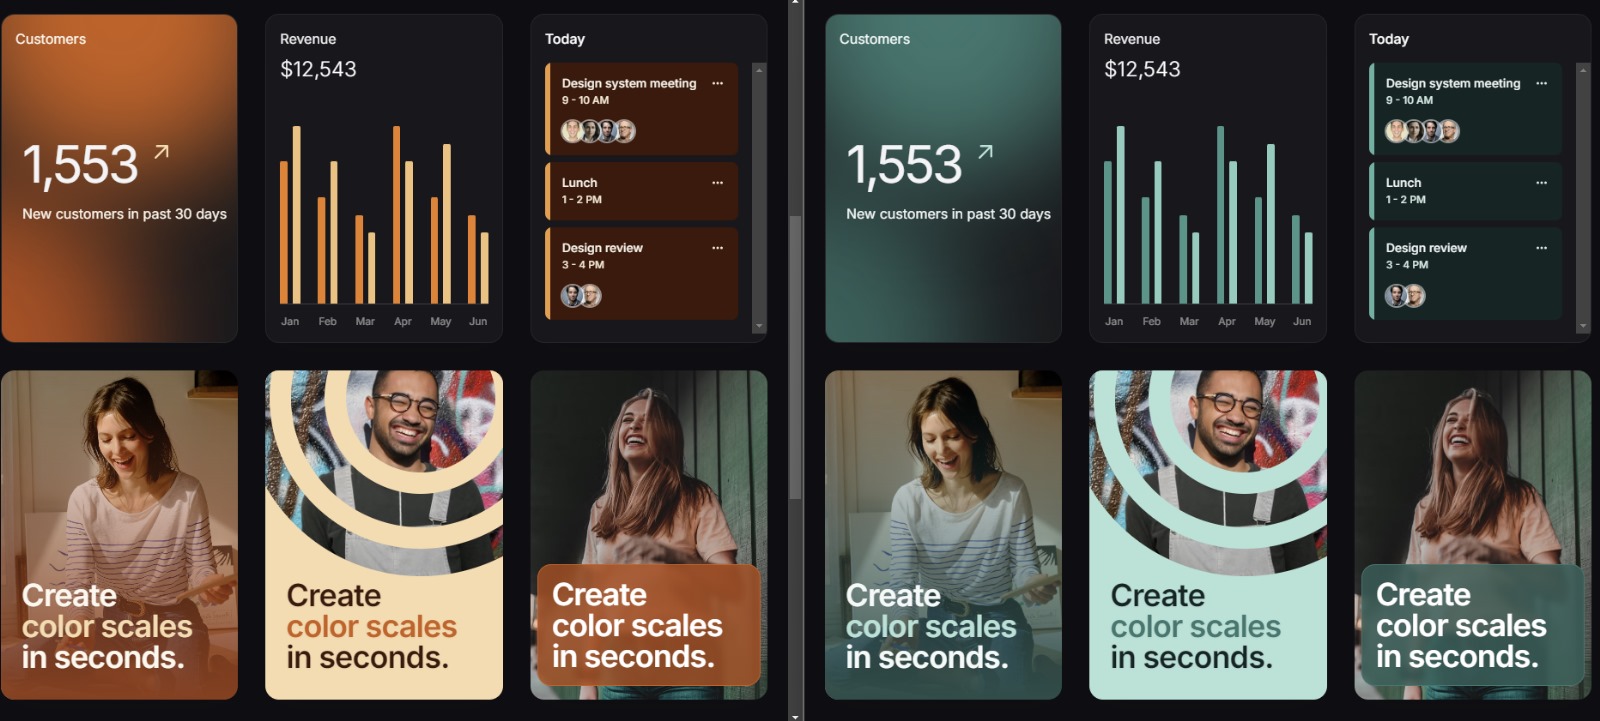 Customers
1,553
New customers in past 30 days
Revenue
$12,543
Jan Feb Mar Apr May Jun
Today
Design system meeting
9 - 10 AM
Lunch
1 - 2 PM
Design review
3 - 4 PM
Create
color scales
in seconds.
Create
color scales
in seconds.
Create
color scales
in seconds.
Customers
1,553
New customers in past 30 days
Revenue
$12,543
Jan Feb Mar Apr May Jun
Today
Design system meeting
9 - 10 AM
Lunch
1 - 2 PM
Design review
3 - 4 PM
Create
color scales
in seconds.
Create
color scales
in seconds.
Create
color scales
in seconds.